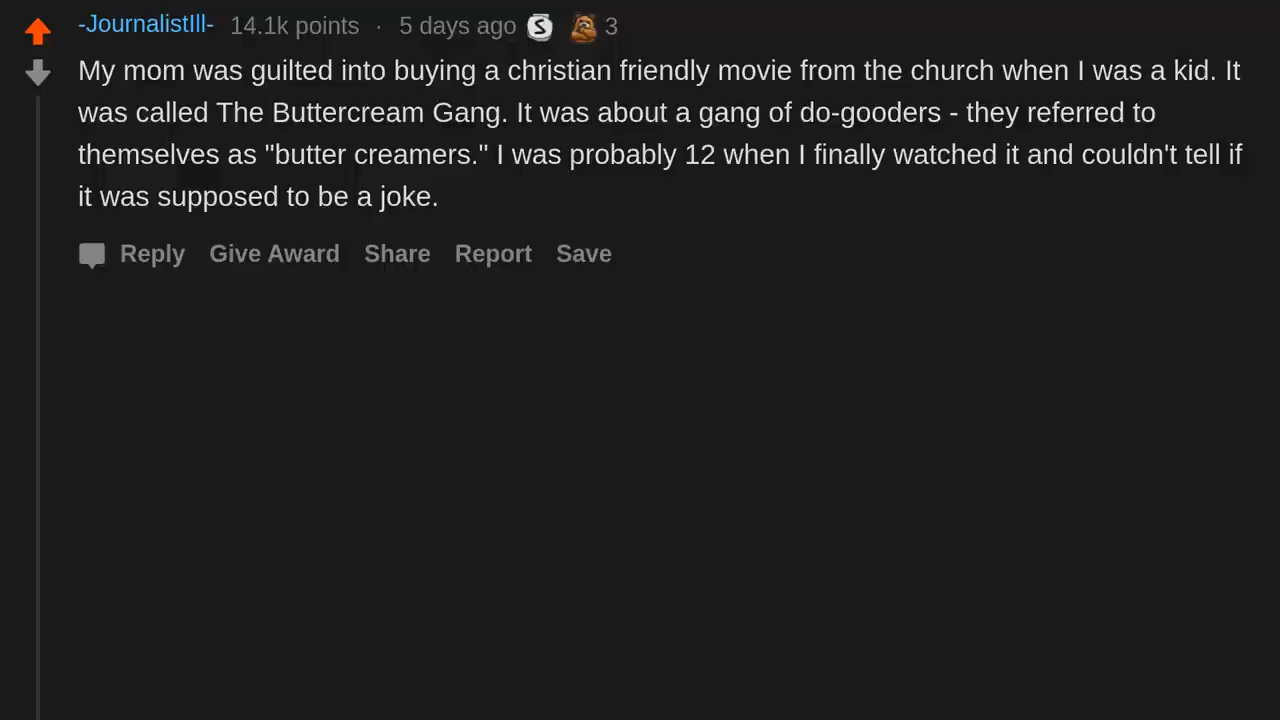 -JournalistIll- 14.1k points · 5 days ago S 3
My mom was guilted into buying a christian friendly movie from the church when I was a kid. It
was called The Buttercream Gang. It was about a gang of do-gooders - they referred to
themselves as "butter creamers." I was probably 12 when I finally watched it and couldn't tell if
it was supposed to be a joke.
Reply Give Award Share Report Save